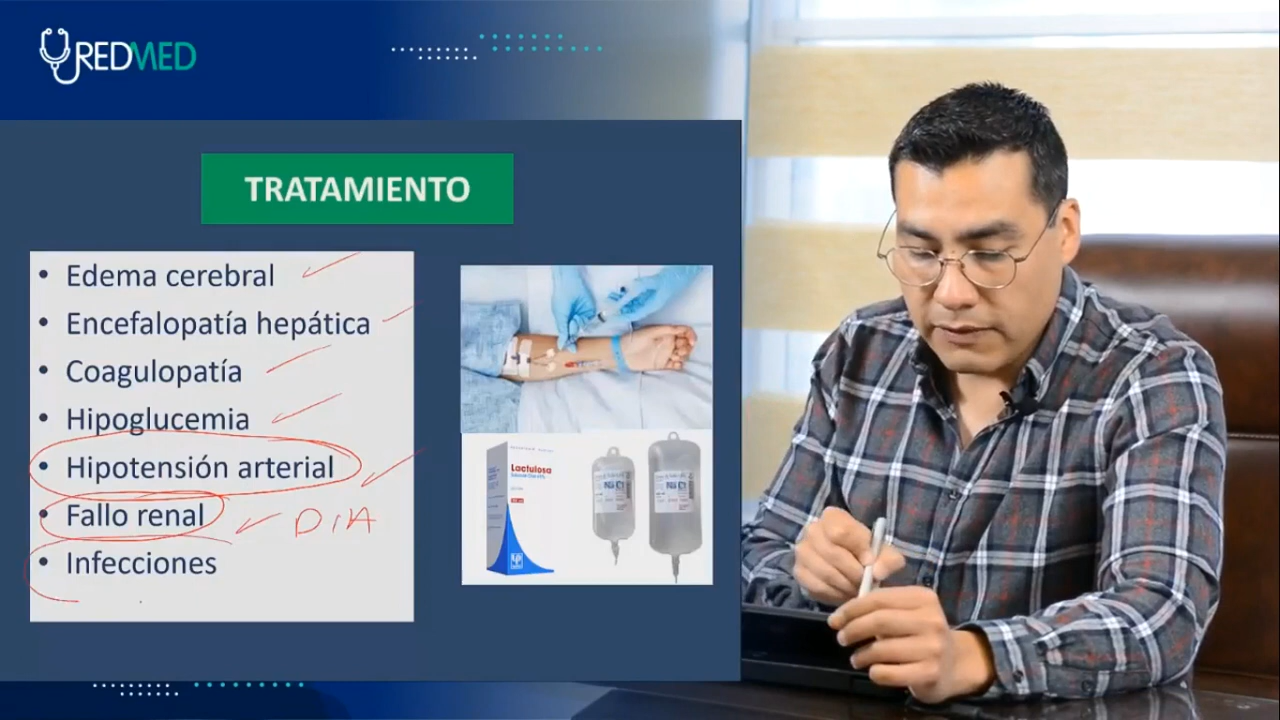 REDMED
TRATAMIENTO
• Edema cerebral
• Encefalopatía hepática
• Coagulopatía
• Hipoglucemia
• Hipotensión arterial
• Fallo renal DIA
• Infecciones
Lactulosa